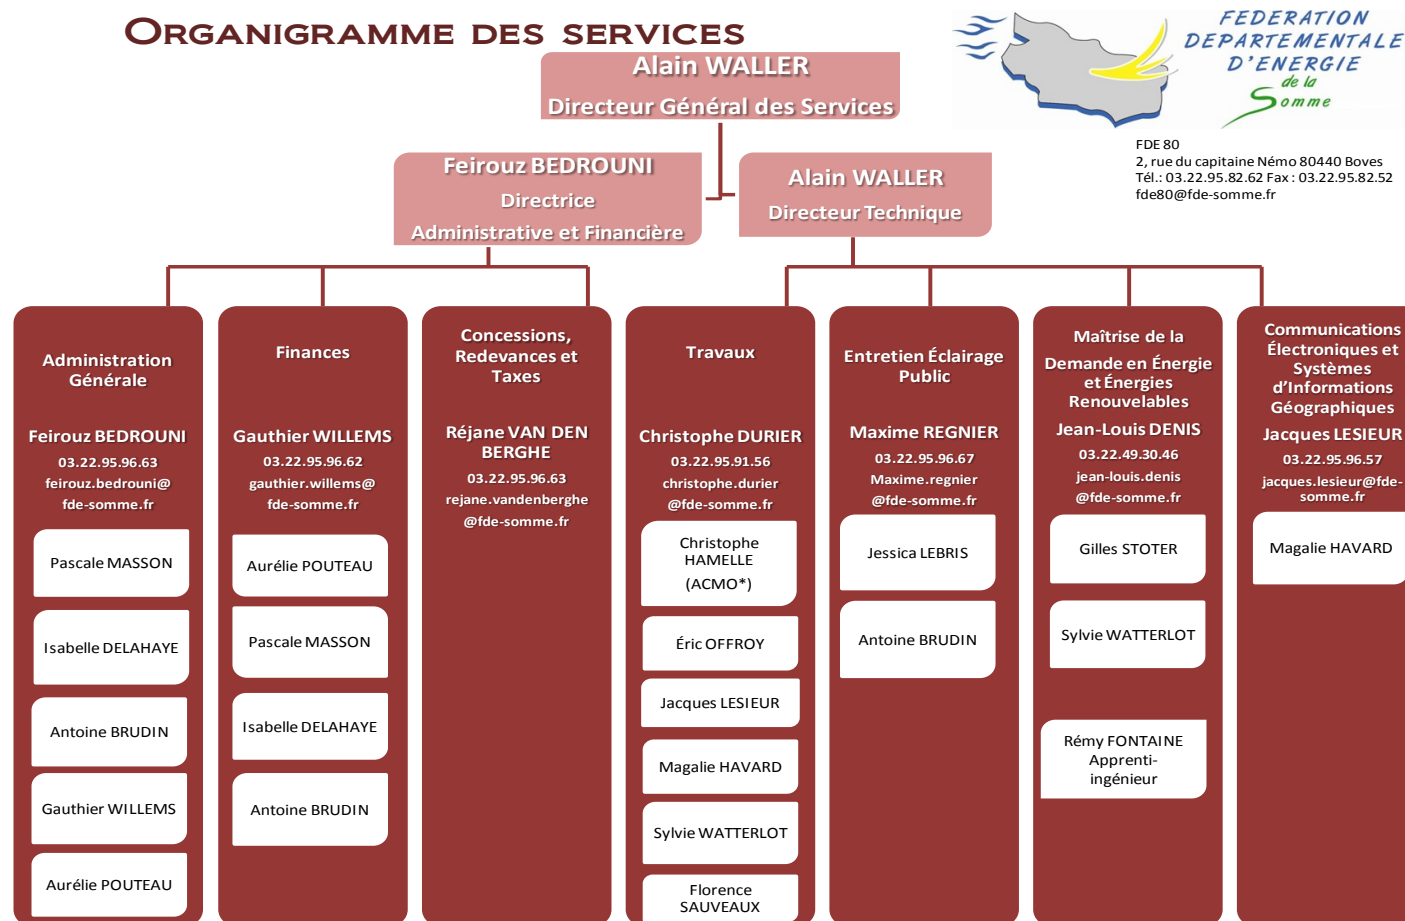 ORGANIGRAMME DES SERVICES
FEDERATION
DEPARTEMENTALE
D'ENERGIE
de la
Somme
FDE 80
2, rue du capitaine Némo 80440 Boves
Tél.: 03.22.95.82.62 Fax : 03.22.95.82.52
fde80@fde-somme.fr
Alain WALLER
Directeur Général des Services
Feirouz BEDROUNI
Directrice
Administrative et Financière
Alain WALLER
Directeur Technique
Administration
Générale
Feirouz BEDROUNI
03.22.95.96.63
feirouz.bedrouni@
fde-somme.fr
Pascale MASSON
Isabelle DELAHAYE
Antoine BRUDIN
Gauthier WILLEMS
Aurélie POUTEAU
Finances
Gauthier WILLEMS
03.22.95.96.62
gauthier.willems@
fde-somme.fr
Aurélie POUTEAU
Pascale MASSON
Isabelle DELAHAYE
Antoine BRUDIN
Concessions,
Redevances et
Taxes
Réjane VAN DEN
BERGHE
03.22.95.96.63
rejane.vandenberghe
@fde-somme.fr
Travaux
Christophe DURIER
03.22.95.91.56
christophe.durier
@fde-somme.fr
Christophe
HAMELLE
(ACMO*)
Éric OFFROY
Jacques LESIEUR
Magalie HAVARD
Sylvie WATTERLOT
Florence
SAUVEAUX
Entretien Éclairage
Public
Maxime REGNIER
03.22.95.96.67
Maxime.regnier
@fde-somme.fr
Jessica LEBRIS
Antoine BRUDIN
Maîtrise de la
Demande en Énergie
et Énergies
Renouvelables
Jean-Louis DENIS
03.22.49.30.46
jean-louis.denis
@fde-somme.fr
Gilles STOTER
Sylvie WATTERLOT
Rémy FONTAINE
Apprenti-
ingénieur
Communications
Électroniques et
Systèmes
d'Informations
Géographiques
Jacques LESIEUR
03.22.95.96.57
jacques.lesieur@fde-
somme.fr
Magalie HAVARD